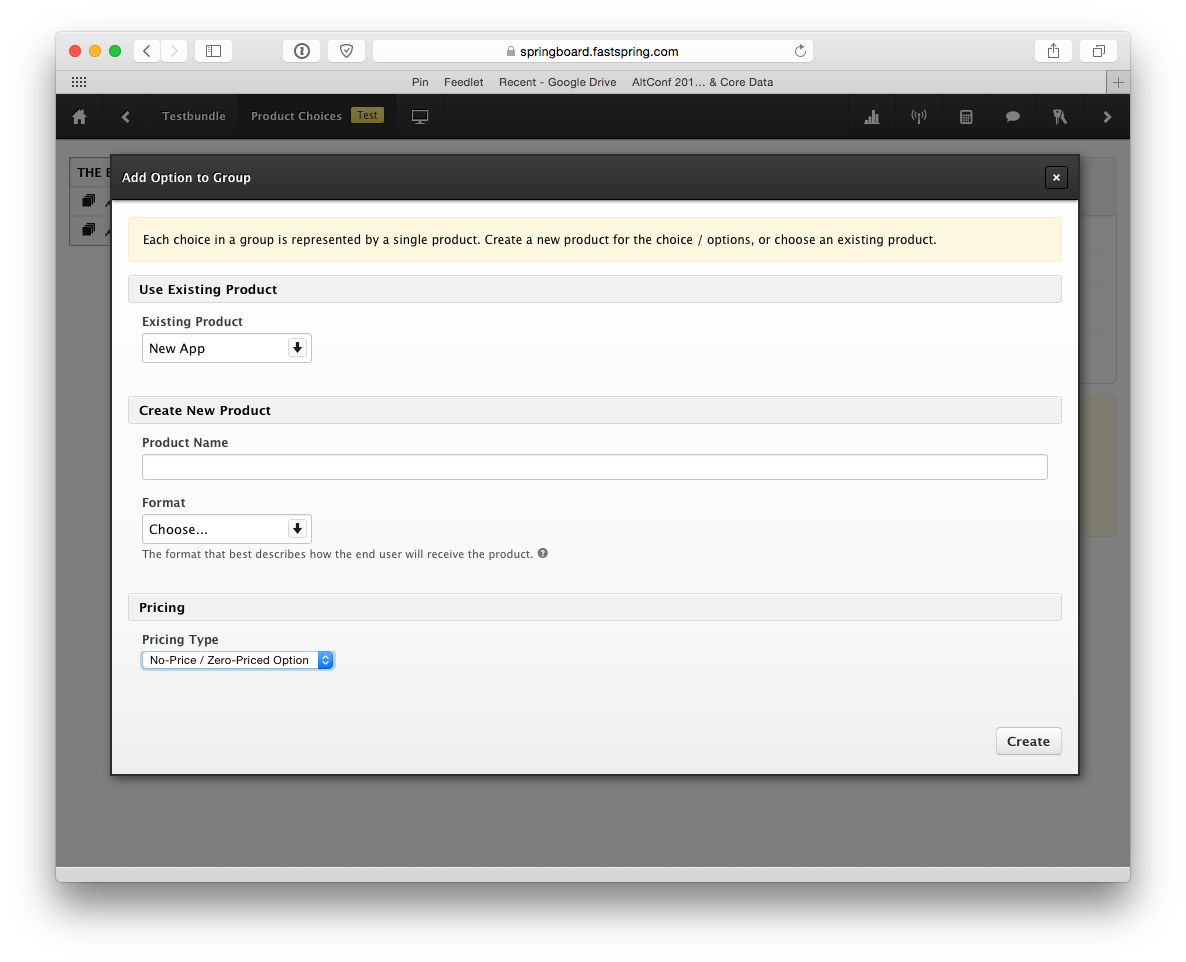 springboard.fastspring.com
Pin Feedlet Recent - Google Drive AltConf 201... & Core Data
Testbundle Product Choices Test
Add Option to Group
Each choice in a group is represented by a single product. Create a new product for the choice / options, or choose an existing product.
Use Existing Product
Existing Product
New App
Create New Product
Product Name
Format
Choose...
The format that best describes how the end user will receive the product. ?
Pricing
Pricing Type
No-Price / Zero-Priced Option
Create
THE